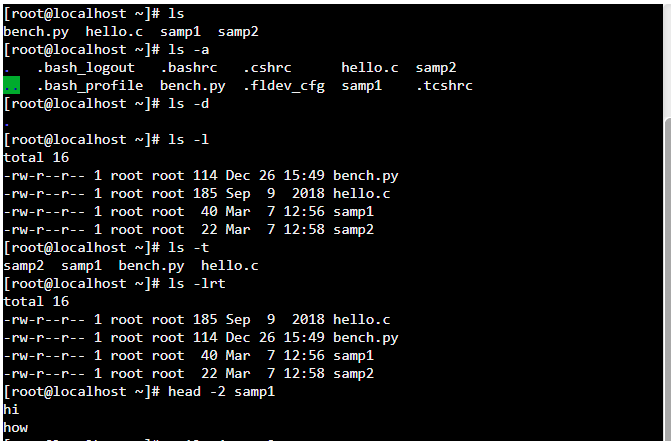 [root@localhost ~]# ls
bench.py  hello.c  samp1  samp2
[root@localhost ~]# ls -a
.   .bash_logout   .bashrc   .cshrc      hello.c  samp2
..  .bash_profile  bench.py  .fldev_cfg  samp1    .tcshrc
[root@localhost ~]# ls -d
.
[root@localhost ~]# ls -l
total 16
-rw-r--r-- 1 root root 114 Dec 26 15:49 bench.py
-rw-r--r-- 1 root root 185 Sep  9  2018 hello.c
-rw-r--r-- 1 root root  40 Mar  7 12:56 samp1
-rw-r--r-- 1 root root  22 Mar  7 12:58 samp2
[root@localhost ~]# ls -t
samp2  samp1  bench.py  hello.c
[root@localhost ~]# ls -lrt
total 16
-rw-r--r-- 1 root root 185 Sep  9  2018 hello.c
-rw-r--r-- 1 root root 114 Dec 26 15:49 bench.py
-rw-r--r-- 1 root root  40 Mar  7 12:56 samp1
-rw-r--r-- 1 root root  22 Mar  7 12:58 samp2
[root@localhost ~]# head -2 samp1
hi
how